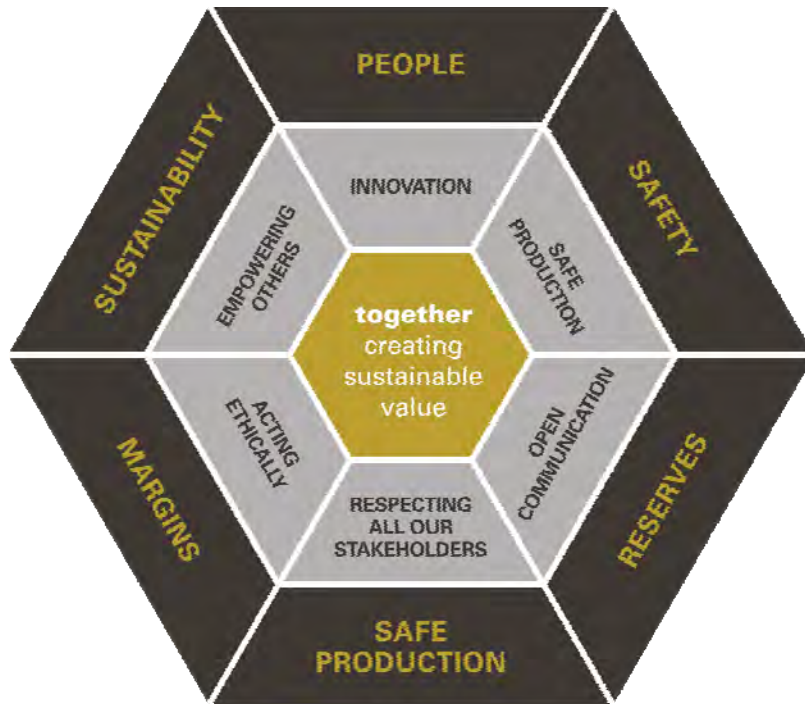 PEOPLE
SAFETY
RESERVES
SAFE
PRODUCTION
MARGINS
SUSTAINABILITY
INNOVATION
SAFE
PRODUCTION
OPEN
COMMUNICATION
RESPECTING
ALL OUR
STAKEHOLDERS
ACTING
ETHICALLY
EMPOWERING
OTHERS
together
creating
sustainable
value